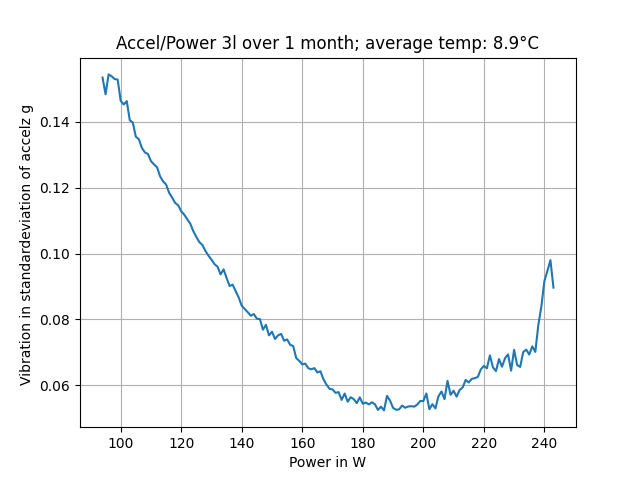 Accel/Power 3l over 1 month; average temp: 8.9°C
Vibration in standardeviation of accelz g
0.14
0.12
0.10
0.08
0.06
100 120 140 160 180 200 220 240
Power in W